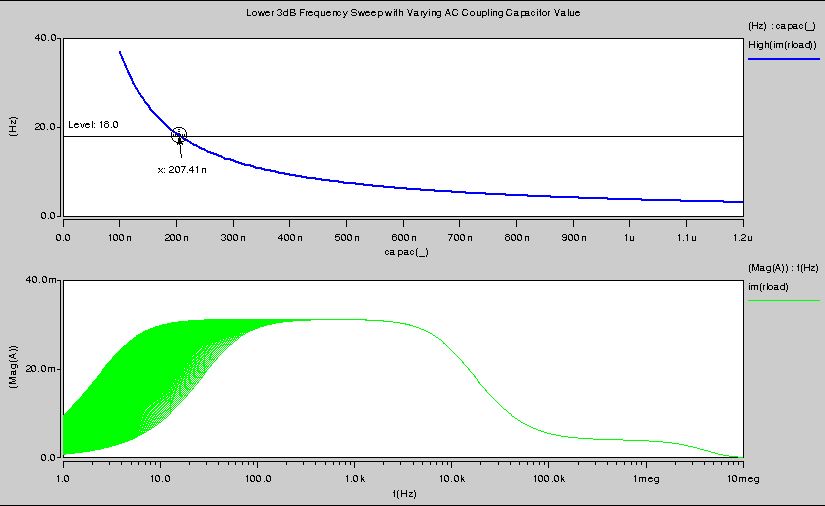 Lower 3dB Frequency Sweep with Varying AC Coupling Capacitor Value
(Hz) : capac(_)
High(im(rload))
40.0
20.0
0.0
(Hz)
Level: 18.0
x: 207.41n
0.0 100n 200n 300n 400n 500n 600n 700n 800n 900n 1u 1.1u 1.2u
capac(_)
(Mag(A)) : f(Hz)
im(rload)
40.0m
20.0m
0.0
(Mag(A))
1.0 10.0 100.0 1.0k 10.0k 100.0k 1meg 10meg
f(Hz)